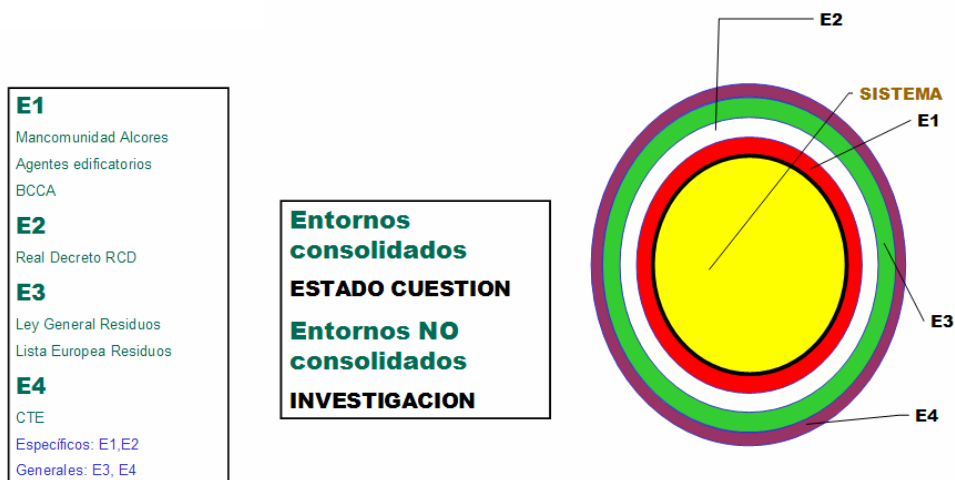 E1
Mancomunidad Alcores
Agentes edificatorios
BCCA
E2
Real Decreto RCD
E3
Ley General Residuos
Lista Europea Residuos
E4
CTE
Específicos: E1,E2
Generales: E3, E4
Entornos
consolidados
ESTADO CUESTION
Entornos NO
consolidados
INVESTIGACION
E2
SISTEMA
E1
E3
E4